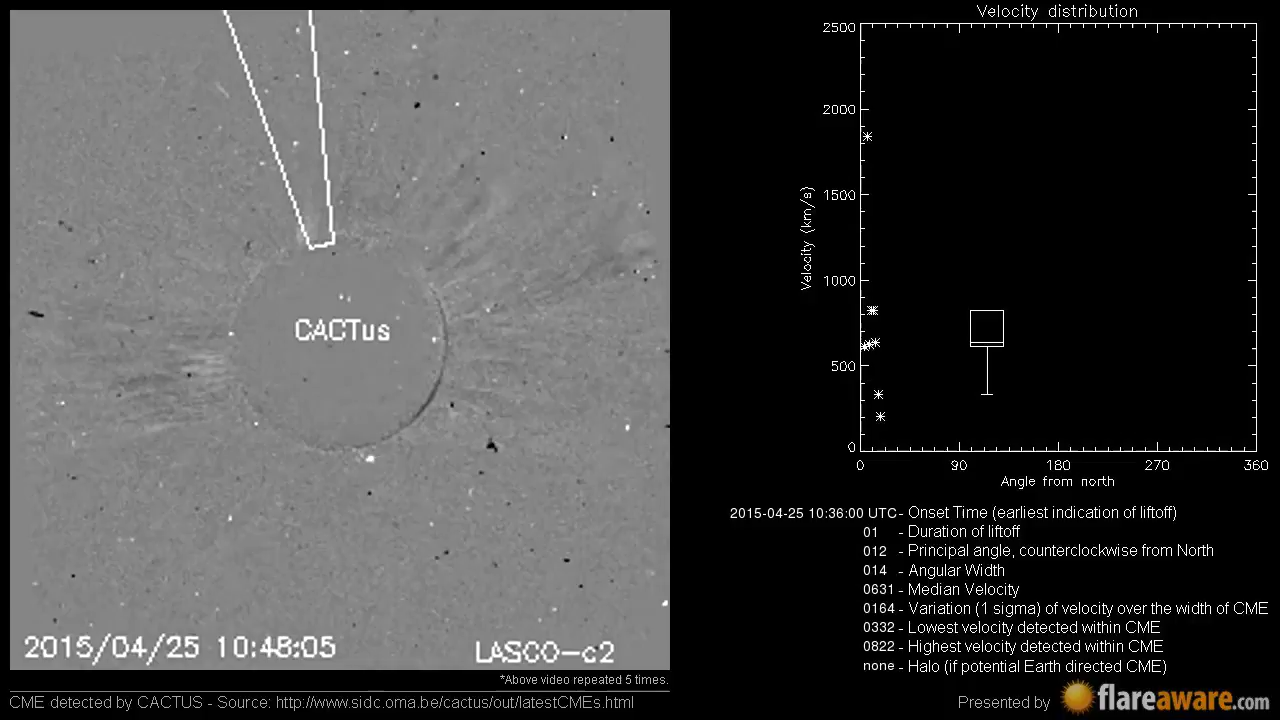 CACTus
2015/04/25 10:48:05
LASCO-c2
*Above video repeated 5 times.
CME detected by CACTUS - Source: http://www.sidc.oma.be/cactus/out/latestCMEs.html
Velocity distribution
2500
2000
1500
1000
500
0
Velocity (km/s)
0 90 180 270 360
Angle from north
2015-04-25 10:36:00 UTC - Onset Time (earliest indication of liftoff)
01 - Duration of liftoff
012 - Principal angle, counterclockwise from North
014 - Angular Width
0631 - Median Velocity
0164 - Variation (1 sigma) of velocity over the width of CME
0332 - Lowest velocity detected within CME
0822 - Highest velocity detected within CME
none - Halo (if potential Earth directed CME)
Presented by flareaware.com